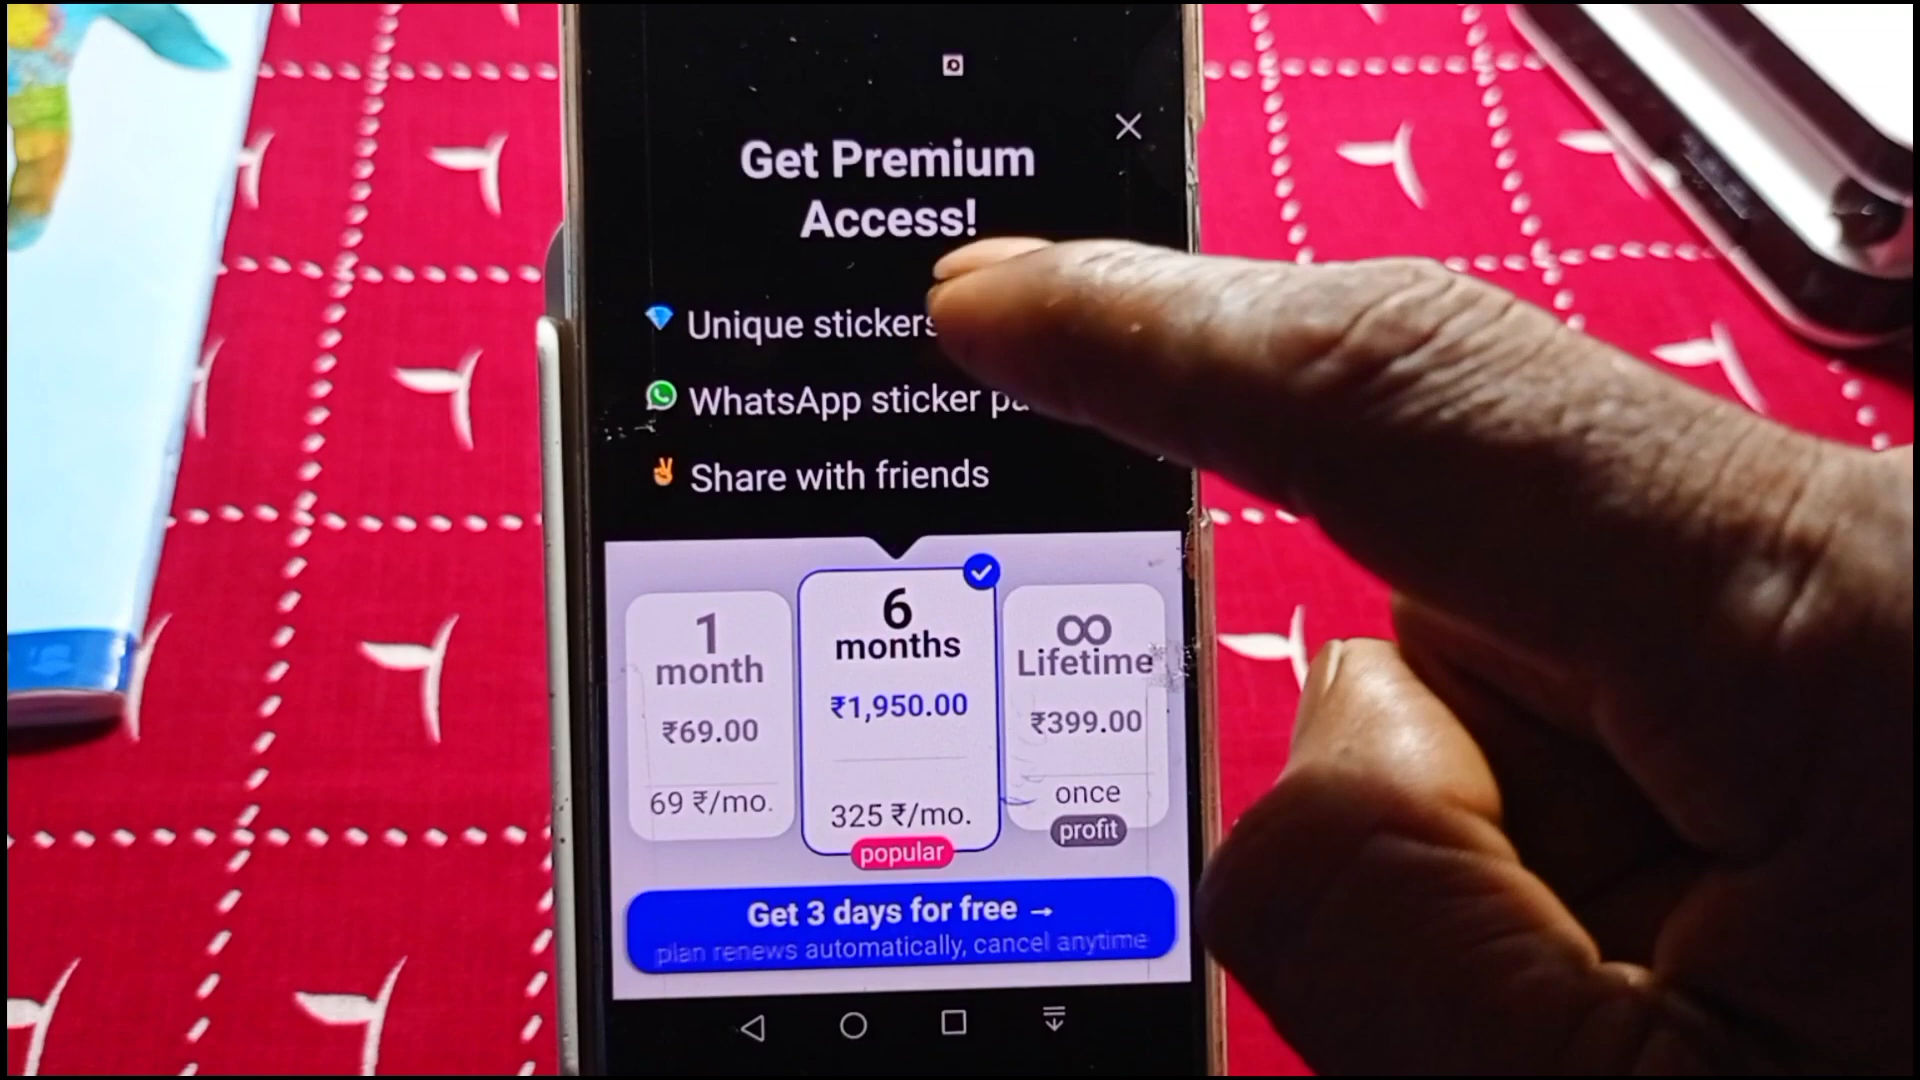 Get Premium
Access!
Unique stickers
WhatsApp sticker
Share with friends
1
month
₹69.00
69 ₹/mo.
6
months
₹1,950.00
325 ₹/mo.
popular
∞
Lifetime
₹399.00
once
profit
Get 3 days for free →
plan renews automatically, cancel anytime